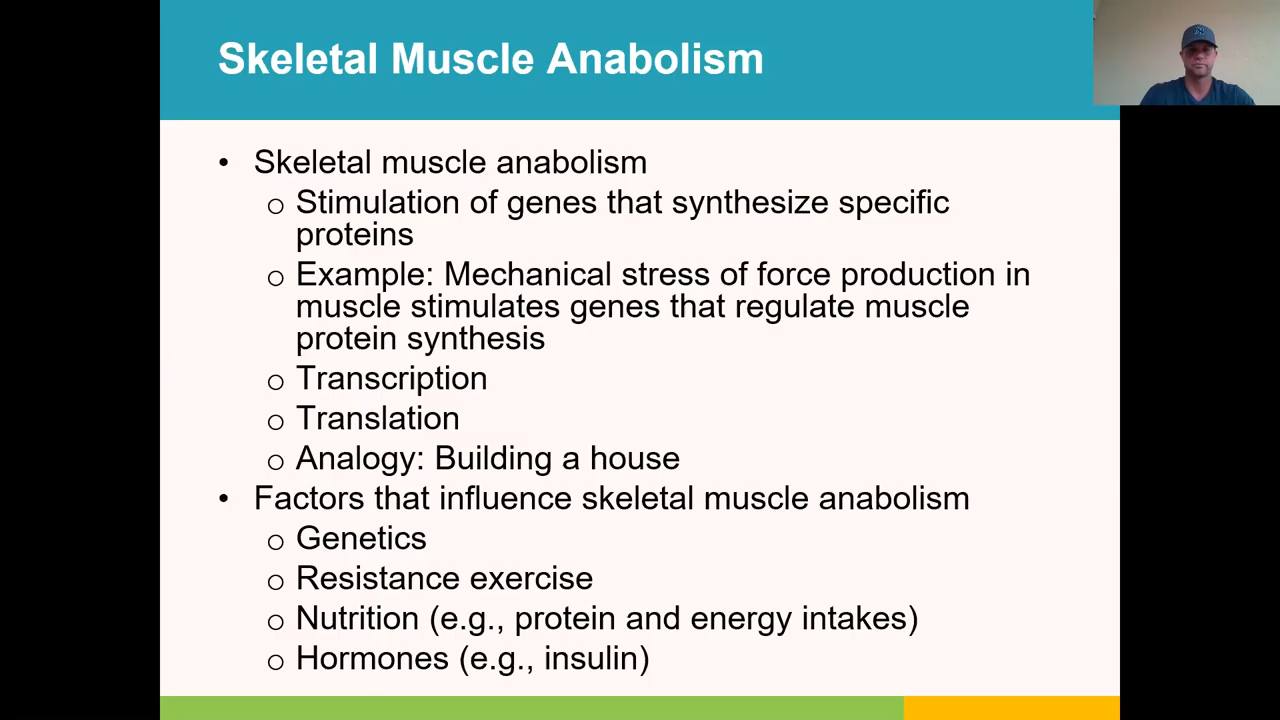 Skeletal Muscle Anabolism
• Skeletal muscle anabolism
o Stimulation of genes that synthesize specific
proteins
o Example: Mechanical stress of force production in
muscle stimulates genes that regulate muscle
protein synthesis
o Transcription
o Translation
o Analogy: Building a house
• Factors that influence skeletal muscle anabolism
o Genetics
o Resistance exercise
o Nutrition (e.g., protein and energy intakes)
o Hormones (e.g., insulin)